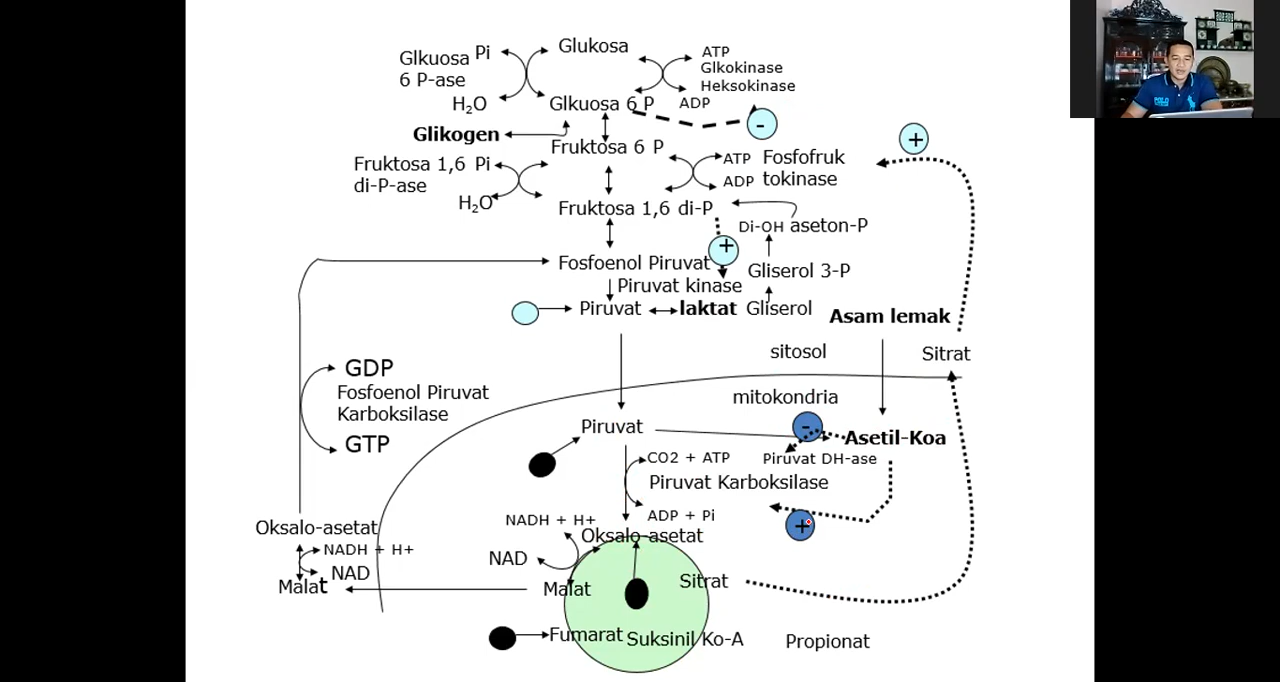 Glkuosa Pi
6 P-ase
H2O
Glukosa
ATP
Glkokinase
Heksokinase
ADP
Glkuosa 6 P
-
Glikogen
Fruktosa 6 P
+
Fruktosa 1,6 Pi
di-P-ase
H2O
ATP
ADP
Fosfofruk
tokinase
Fruktosa 1,6 di-P
Di-OH aseton-P
+
Fosfoenol Piruvat
Gliserol 3-P
Piruvat kinase
Piruvat
laktat
Gliserol
Asam lemak
sitosol
Sitrat
GDP
Fosfoenol Piruvat
Karboksilase
GTP
mitokondria
Piruvat
-
Asetil-Koa
CO2 + ATP
Piruvat DH-ase
Piruvat Karboksilase
ADP + Pi
+
Oksalo-asetat
NADH + H+
NAD
Malat
NADH + H+
NAD
Oksalo-asetat
Malat
Sitrat
Fumarat
Suksinil Ko-A
Propionat
POLO